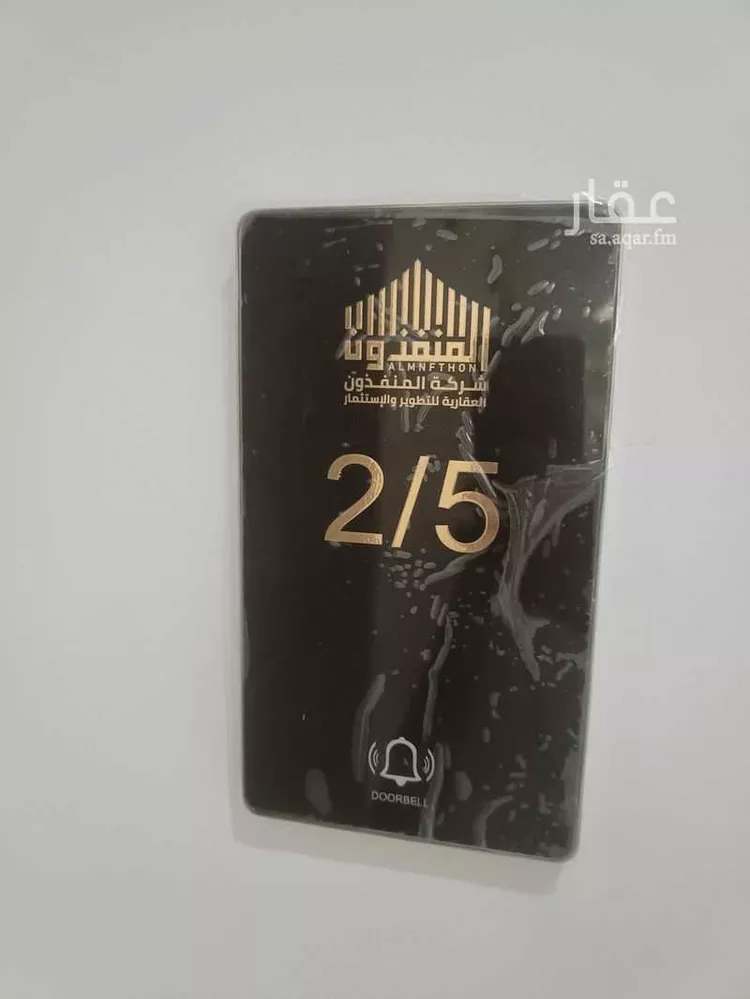 عقار
sa.aqar.fm
المنفذون
ALMNFTHON
شركة المنفذون
العقارية للتطوير والإستثمار
2/5
DOORBELL